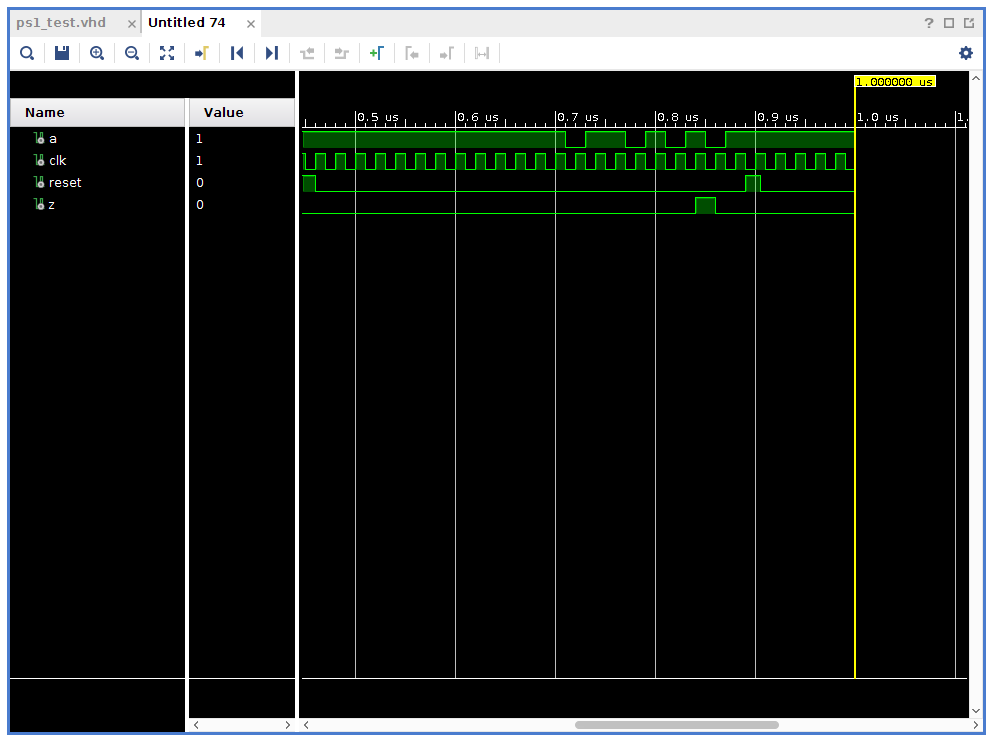 ps1_test.vhd × Untitled 74 × ?
1.000000 us
Name Value
0.5 us 0.6 us 0.7 us 0.8 us 0.9 us 1.0 us 1.
a 1
clk 1
reset 0
z 0